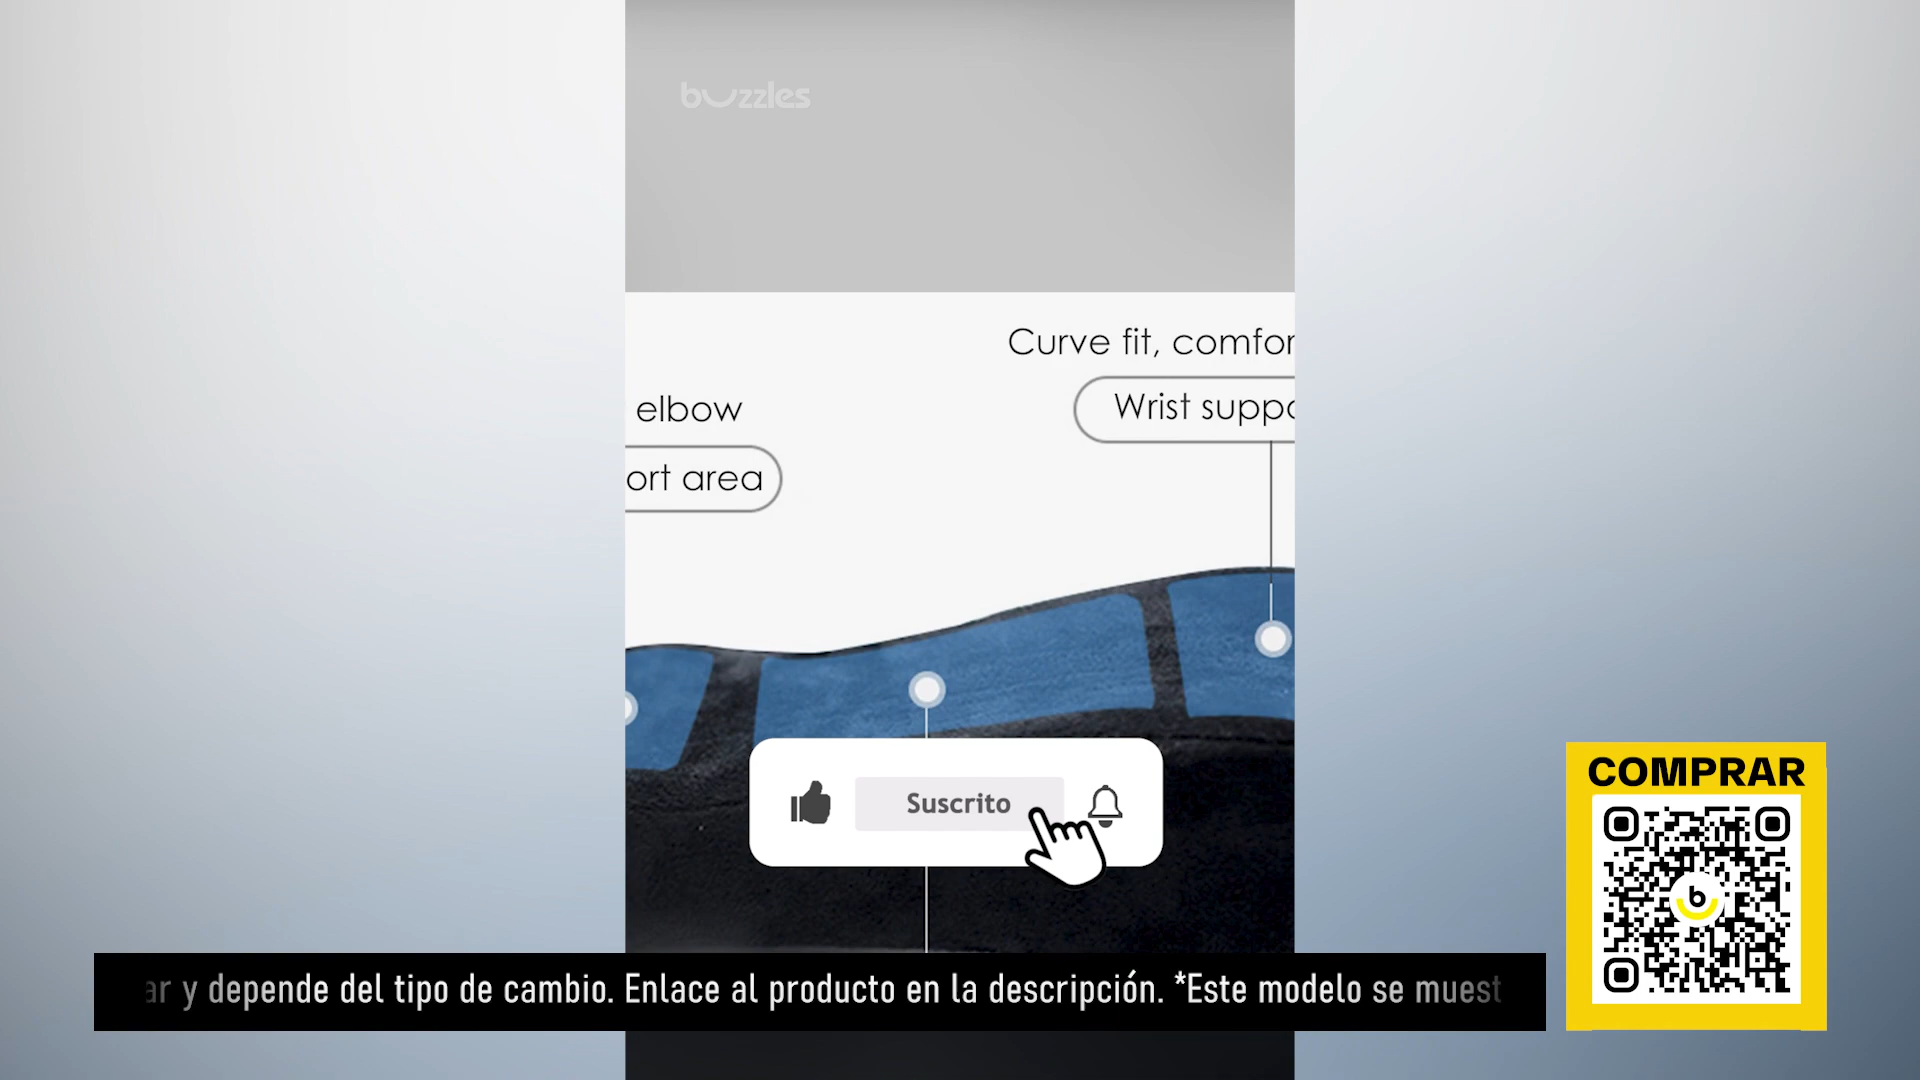 buzzles
Curve fit, comfor
Wrist suppo
elbow
ort area
Suscrito
COMPRAR
b
ar y depende del tipo de cambio. Enlace al producto en la descripción. *Este modelo se muest